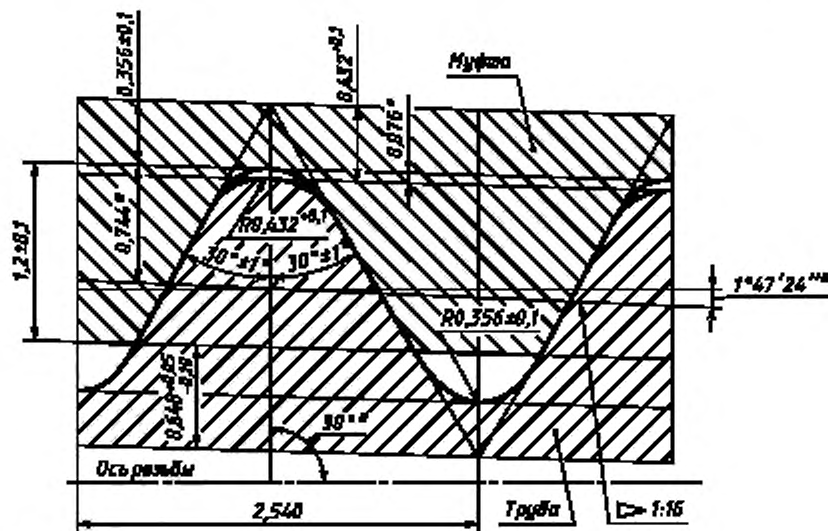 0,356±0,1
0,432⁺⁰,¹
0,076*
Муфта
1,2±0,1
0,744*
R0,432⁺⁰,¹
30°±1°
30°±1°
1°47'24"*
R0,356±0,1
90°*
Ось резьбы
2,540
Труба
1:16